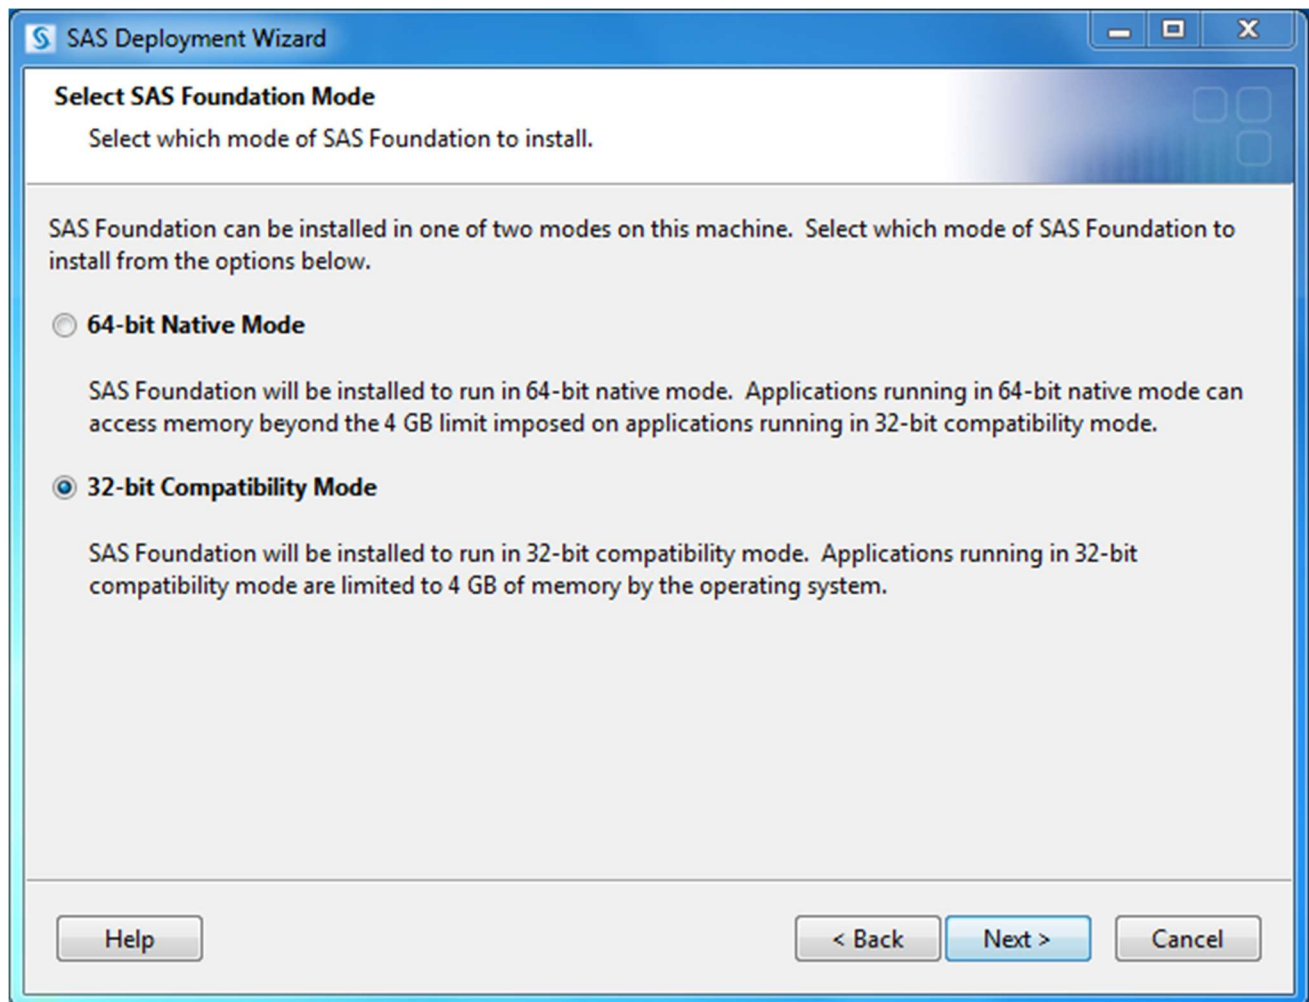 SAS Deployment Wizard
Select SAS Foundation Mode
Select which mode of SAS Foundation to install.
SAS Foundation can be installed in one of two modes on this machine.  Select which mode of SAS Foundation to
install from the options below.
64-bit Native Mode
SAS Foundation will be installed to run in 64-bit native mode.  Applications running in 64-bit native mode can
access memory beyond the 4 GB limit imposed on applications running in 32-bit compatibility mode.
32-bit Compatibility Mode
SAS Foundation will be installed to run in 32-bit compatibility mode.  Applications running in 32-bit
compatibility mode are limited to 4 GB of memory by the operating system.
Help
< Back
Next >
Cancel